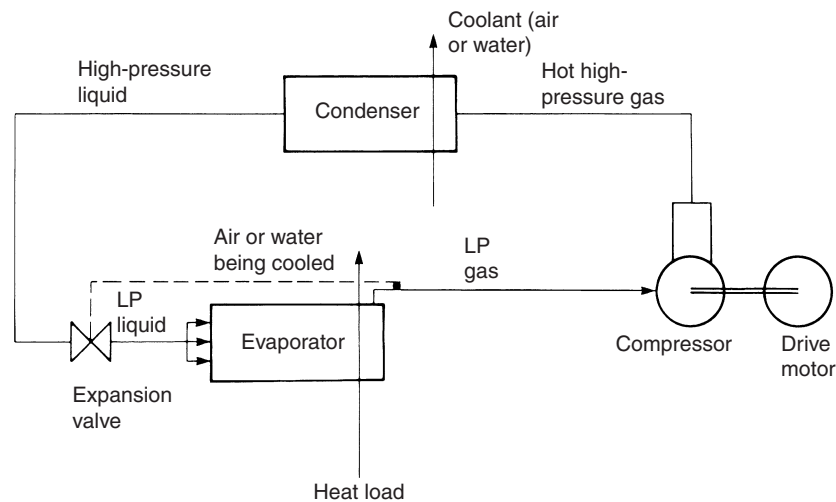 Coolant (air
or water)
High-pressure
liquid
Hot high-
pressure gas
Condenser
Air or water
being cooled
LP
gas
LP
liquid
Evaporator
Compressor
Drive
motor
Expansion
valve
Heat load